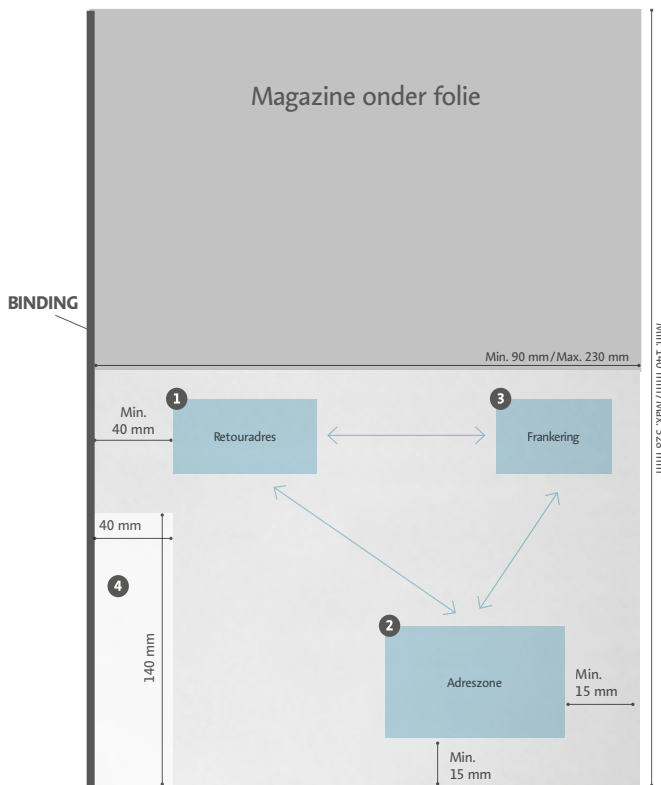 Magazine onder folie
BINDING
Min. 90 mm/Max. 230 mm
1
3
Min.
40 mm
Retouradres
Frankering
40 mm
4
140 mm
2
Adreszone
Min.
15 mm
Min.
15 mm